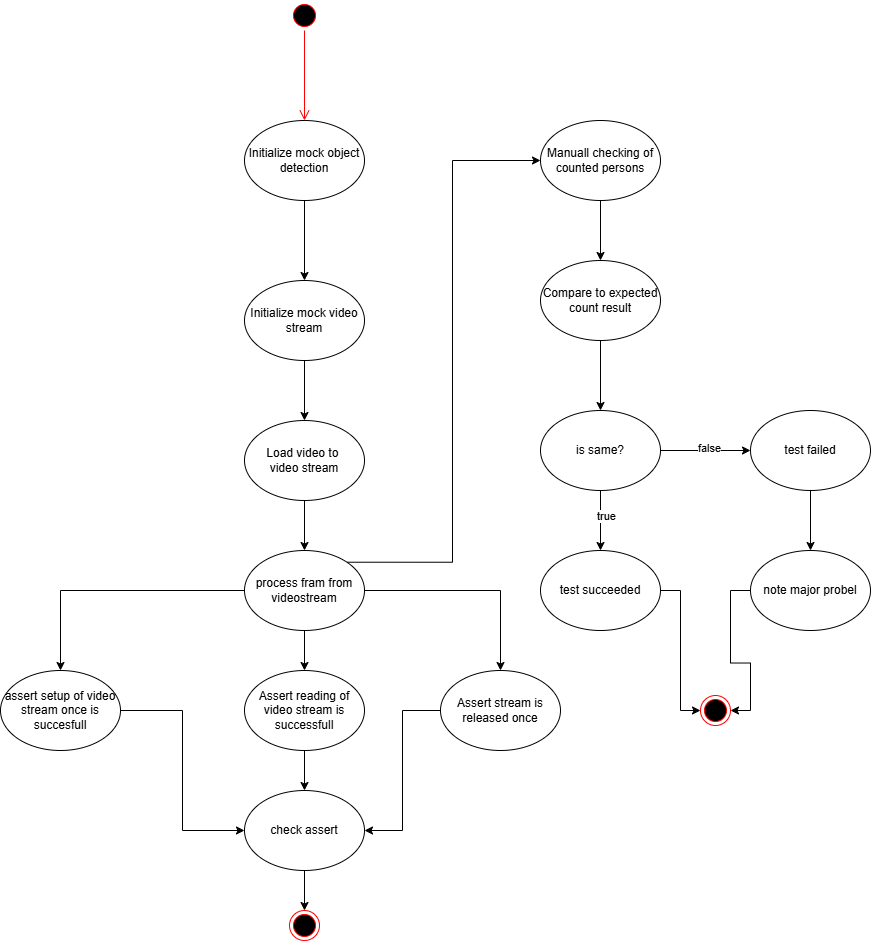 Initialize mock object
detection
Initialize mock video
stream
Load video to
video stream
process fram from
videostream
assert setup of video
stream once is
succesfull
Assert reading of
video stream is
successfull
Assert stream is
released once
check assert
Manuall checking of
counted persons
Compare to expected
count result
is same?
false
test failed
true
test succeeded
note major probel